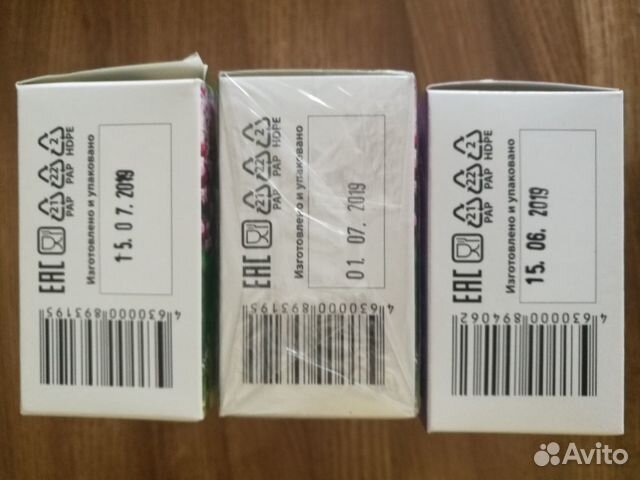 EAC
21 22 2
PAP PAP HDPE
Изготовлено и упаковано
15.07.2019
4 630000 893195
EAC
21 22 2
PAP PAP HDPE
Изготовлено и упаковано
01.07.2019
4 630000 893195
EAC
21 22 2
PAP PAP HDPE
Изготовлено и упаковано
15.06.2019
4 630000 894062
Avito